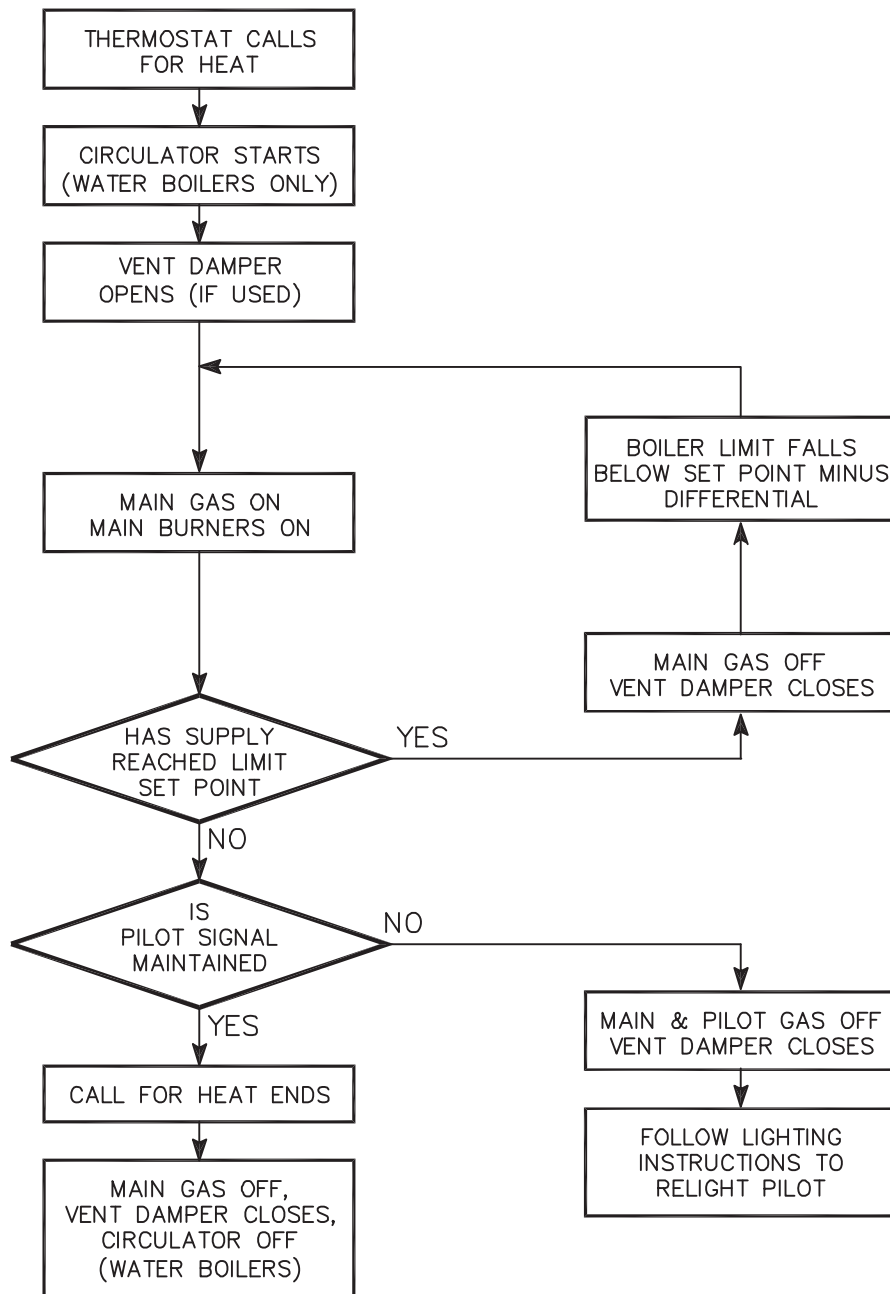 THERMOSTAT CALLS
FOR HEAT
CIRCULATOR STARTS
(WATER BOILERS ONLY)
VENT DAMPER
OPENS (IF USED)
BOILER LIMIT FALLS
BELOW SET POINT MINUS
DIFFERENTIAL
MAIN GAS ON
MAIN BURNERS ON
MAIN GAS OFF
VENT DAMPER CLOSES
HAS SUPPLY
REACHED LIMIT
SET POINT
YES
NO
IS
PILOT SIGNAL
MAINTAINED
NO
YES
MAIN & PILOT GAS OFF
VENT DAMPER CLOSES
CALL FOR HEAT ENDS
FOLLOW LIGHTING
INSTRUCTIONS TO
RELIGHT PILOT
MAIN GAS OFF,
VENT DAMPER CLOSES,
CIRCULATOR OFF
(WATER BOILERS)